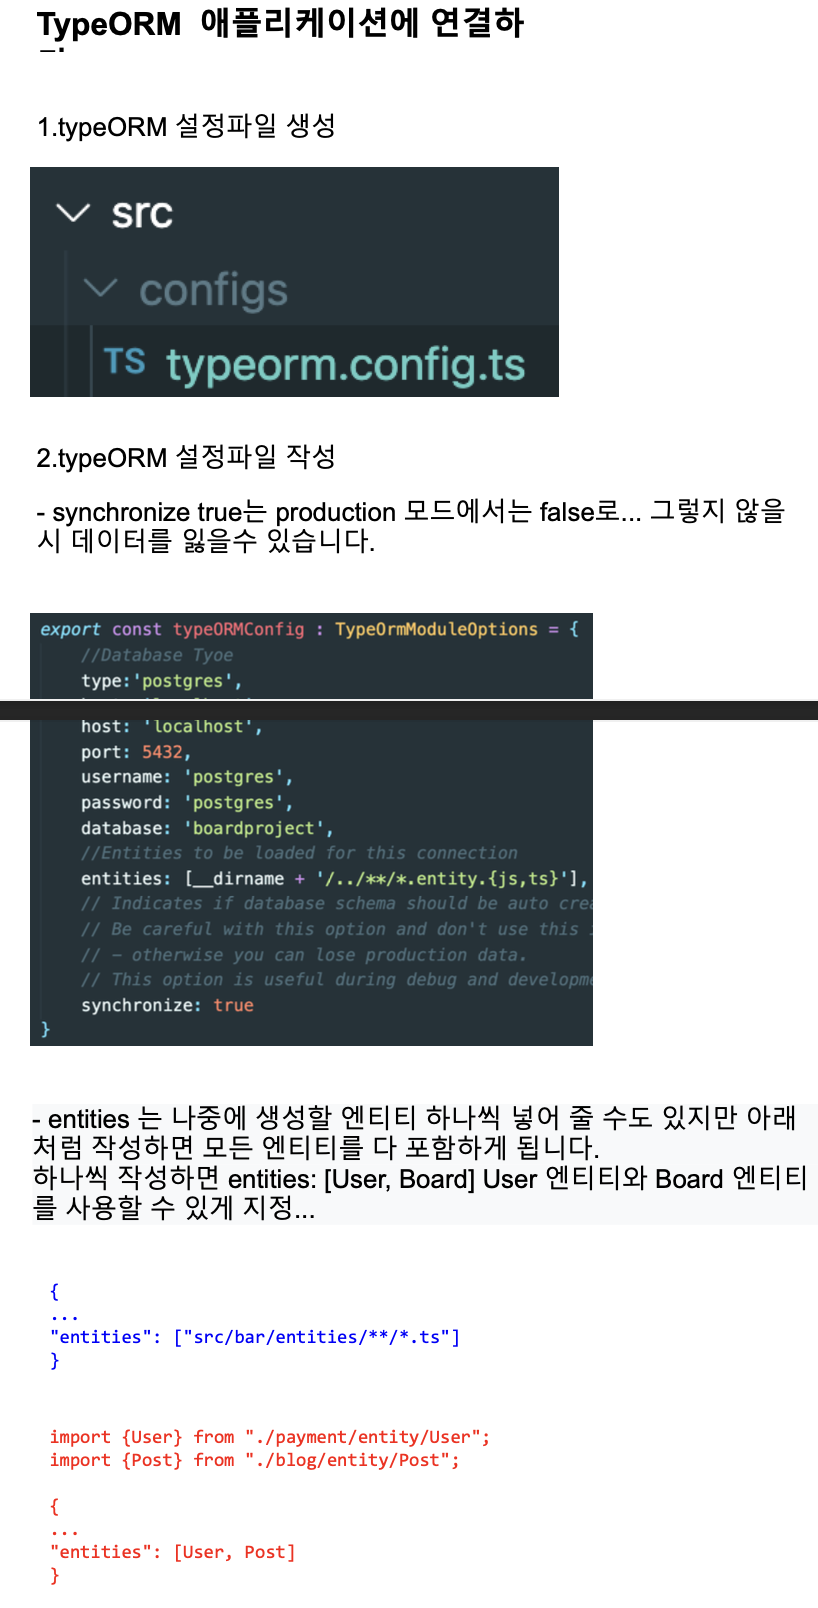 TypeORM 애플리케이션에 연결하
1.typeORM 설정파일 생성
src
configs
TS typeorm.config.ts
2.typeORM 설정파일 작성
- synchronize true는 production 모드에서는 false로... 그렇지 않을
시 데이터를 잃을수 있습니다.
export const typeORMConfig : TypeOrmModuleOptions = {
//Database Tyoe
type:'postgres',
host: 'localhost',
port: 5432,
username: 'postgres',
password: 'postgres',
database: 'boardproject',
//Entities to be loaded for this connection
entities: [__dirname + '/../**/*.entity.{js,ts}'],
// Indicates if database schema should be auto crea
// Be careful with this option and don't use this
// – otherwise you can lose production data.
// This option is useful during debug and developme
synchronize: true
}
- entities 는 나중에 생성할 엔티티 하나씩 넣어 줄 수도 있지만 아래
처럼 작성하면 모든 엔티티를 다 포함하게 됩니다.
하나씩 작성하면 entities: [User, Board] User 엔티티와 Board 엔티티
를 사용할 수 있게 지정...
{
...
"entities": ["src/bar/entities/**/*.ts"]
}
import {User} from "./payment/entity/User";
import {Post} from "./blog/entity/Post";
{
...
"entities": [User, Post]
}